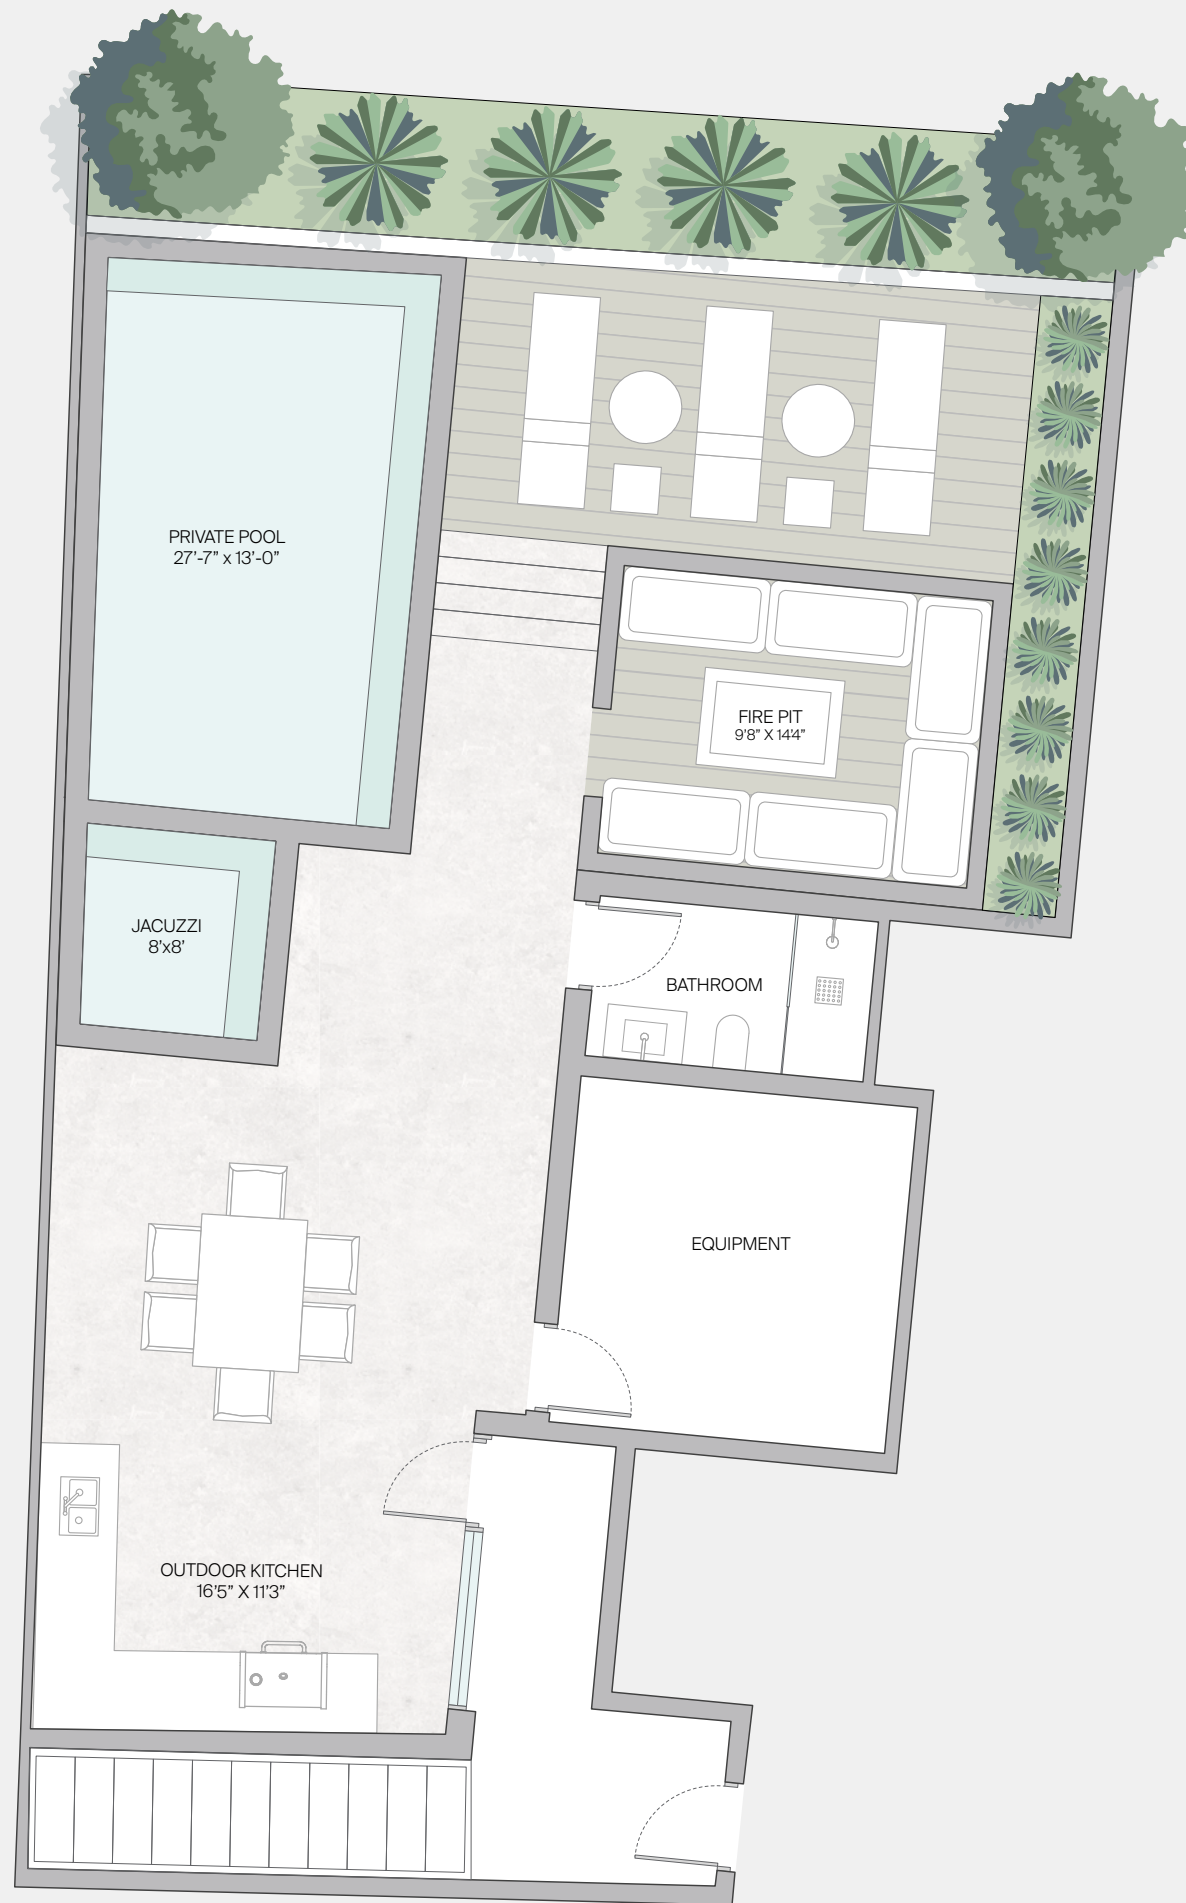 PRIVATE POOL
27’-7” x 13’-0”
FIRE PIT
9’8” X 14’4”
JACUZZI
8’x8’
BATHROOM
EQUIPMENT
OUTDOOR KITCHEN
16’5” X 11’3”